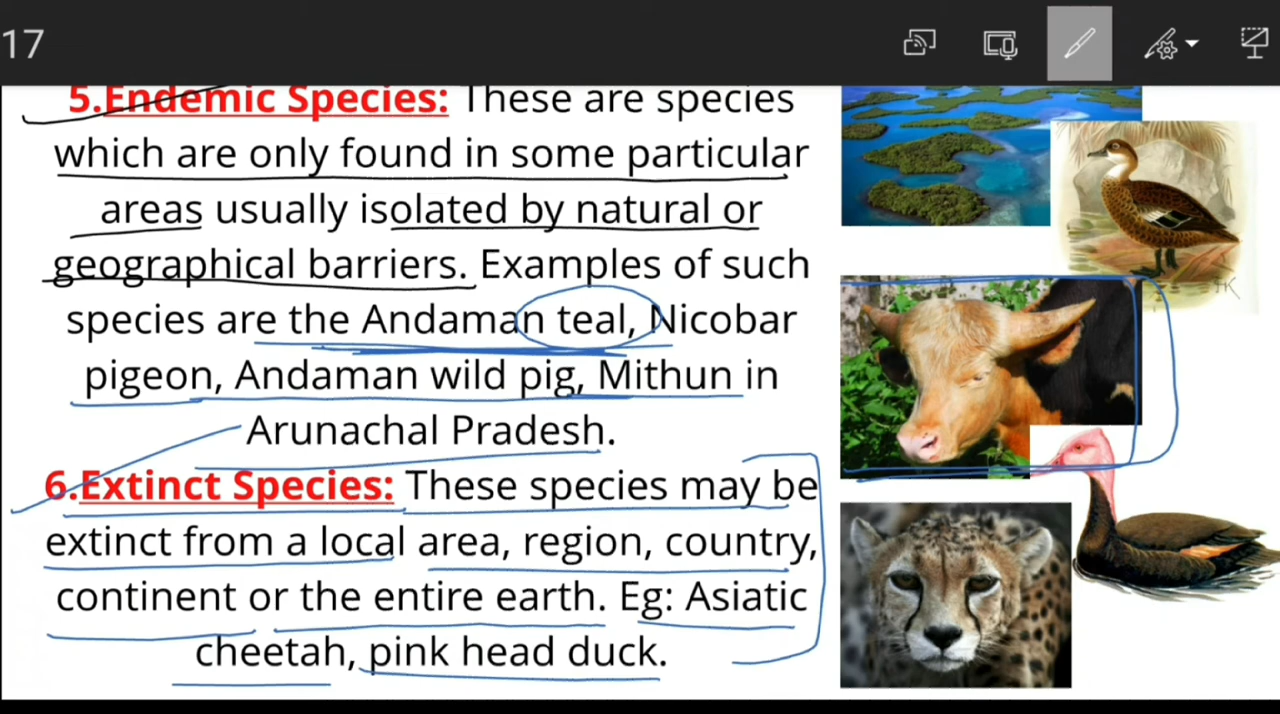 17
5.Endemic Species: These are species
which are only found in some particular
areas usually isolated by natural or
geographical barriers. Examples of such
species are the Andaman teal, Nicobar
pigeon, Andaman wild pig, Mithun in
Arunachal Pradesh.
6.Extinct Species: These species may be
extinct from a local area, region, country,
continent or the entire earth. Eg: Asiatic
cheetah, pink head duck.